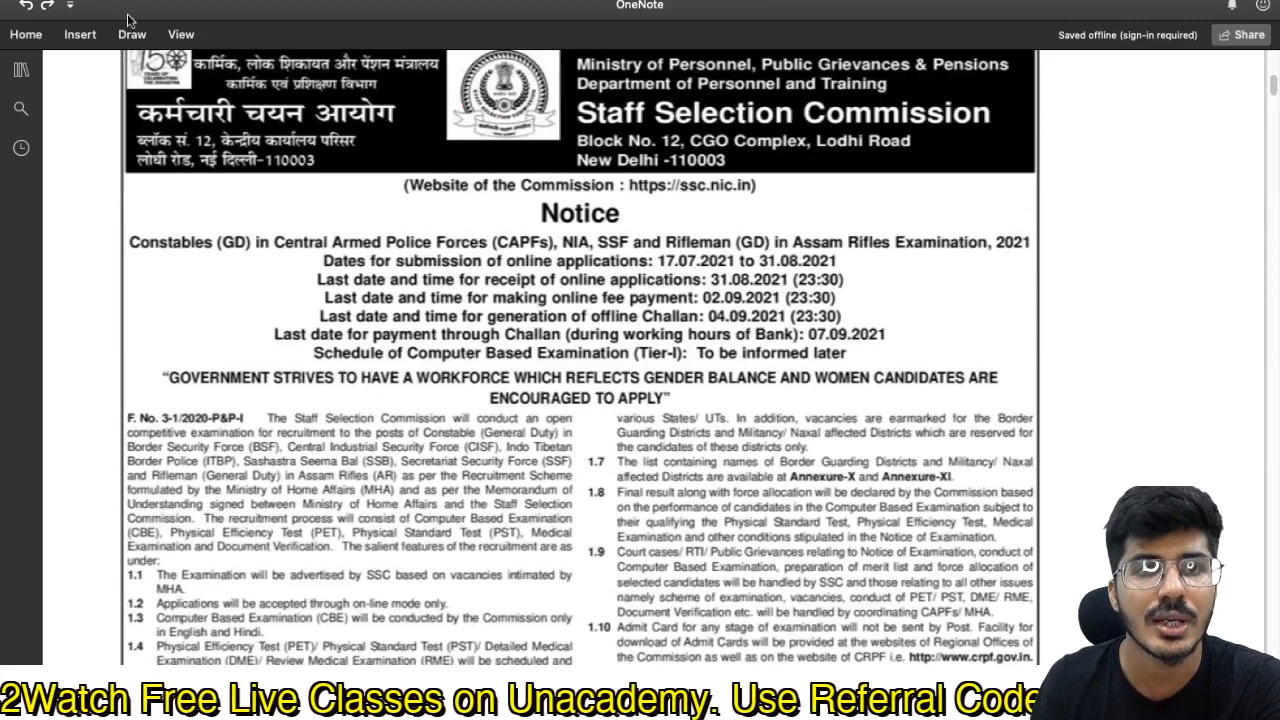 OneNote
Home Insert Draw View
Saved offline (sign-in required) Share
कार्मिक, लोक शिकायत और पेंशन मंत्रालय
कार्मिक एवं प्रशिक्षण विभाग
कर्मचारी चयन आयोग
ब्लॉक सं. 12, केन्द्रीय कार्यालय परिसर
लोधी रोड, नई दिल्ली-110003
Ministry of Personnel, Public Grievances & Pensions
Department of Personnel and Training
Staff Selection Commission
Block No. 12, CGO Complex, Lodhi Road
New Delhi -110003
(Website of the Commission : https://ssc.nic.in)
Notice
Constables (GD) in Central Armed Police Forces (CAPFs), NIA, SSF and Rifleman (GD) in Assam Rifles Examination, 2021
Dates for submission of online applications: 17.07.2021 to 31.08.2021
Last date and time for receipt of online applications: 31.08.2021 (23:30)
Last date and time for making online fee payment: 02.09.2021 (23:30)
Last date and time for generation of offline Challan: 04.09.2021 (23:30)
Last date for payment through Challan (during working hours of Bank): 07.09.2021
Schedule of Computer Based Examination (Tier-I): To be informed later
“GOVERNMENT STRIVES TO HAVE A WORKFORCE WHICH REFLECTS GENDER BALANCE AND WOMEN CANDIDATES ARE
ENCOURAGED TO APPLY”
F. No. 3-1/2020-P&P-I The Staff Selection Commission will conduct an open
competitive examination for recruitment to the posts of Constable (General Duty) in
Border Security Force (BSF), Central Industrial Security Force (CISF), Indo Tibetan
Border Police (ITBP), Sashastra Seema Bal (SSB), Secretariat Security Force (SSF)
and Rifleman (General Duty) in Assam Rifles (AR) as per the Recruitment Scheme
formulated by the Ministry of Home Affairs (MHA) and as per the Memorandum of
Understanding signed between Ministry of Home Affairs and the Staff Selection
Commission. The recruitment process will consist of Computer Based Examination
(CBE), Physical Efficiency Test (PET), Physical Standard Test (PST), Medical
Examination and Document Verification. The salient features of the recruitment are as
under:
1.1 The Examination will be advertised by SSC based on vacancies intimated by
MHA.
1.2 Applications will be accepted through on-line mode only.
1.3 Computer Based Examination (CBE) will be conducted by the Commission only
in English and Hindi.
1.4 Physical Efficiency Test (PET)/ Physical Standard Test (PST)/ Detailed Medical
Examination (DME)/ Review Medical Examination (RME) will be scheduled and
various States/ UTs. In addition, vacancies are earmarked for the Border
Guarding Districts and Militancy/ Naxal affected Districts which are reserved for
the candidates of these districts only.
1.7 The list containing names of Border Guarding Districts and Militancy/ Naxal
affected Districts are available at Annexure-X and Annexure-XI.
1.8 Final result along with force allocation will be declared by the Commission based
on the performance of candidates in the Computer Based Examination subject to
their qualifying the Physical Standard Test, Physical Efficiency Test, Medical
Examination and other conditions stipulated in the Notice of Examination.
1.9 Court cases/ RTI/ Public Grievances relating to Notice of Examination, conduct of
Computer Based Examination, preparation of merit list and force allocation of
selected candidates will be handled by SSC and those relating to all other issues
namely scheme of examination, vacancies, conduct of PET/ PST, DME/ RME,
Document Verification etc. will be handled by coordinating CAPFs/ MHA.
1.10 Admit Card for any stage of examination will not be sent by Post. Facility for
download of Admit Cards will be provided at the websites of Regional Offices of
the Commission as well as on the website of CRPF i.e. http://www.crpf.gov.in.
2Watch Free Live Classes on Unacademy. Use Referral Code